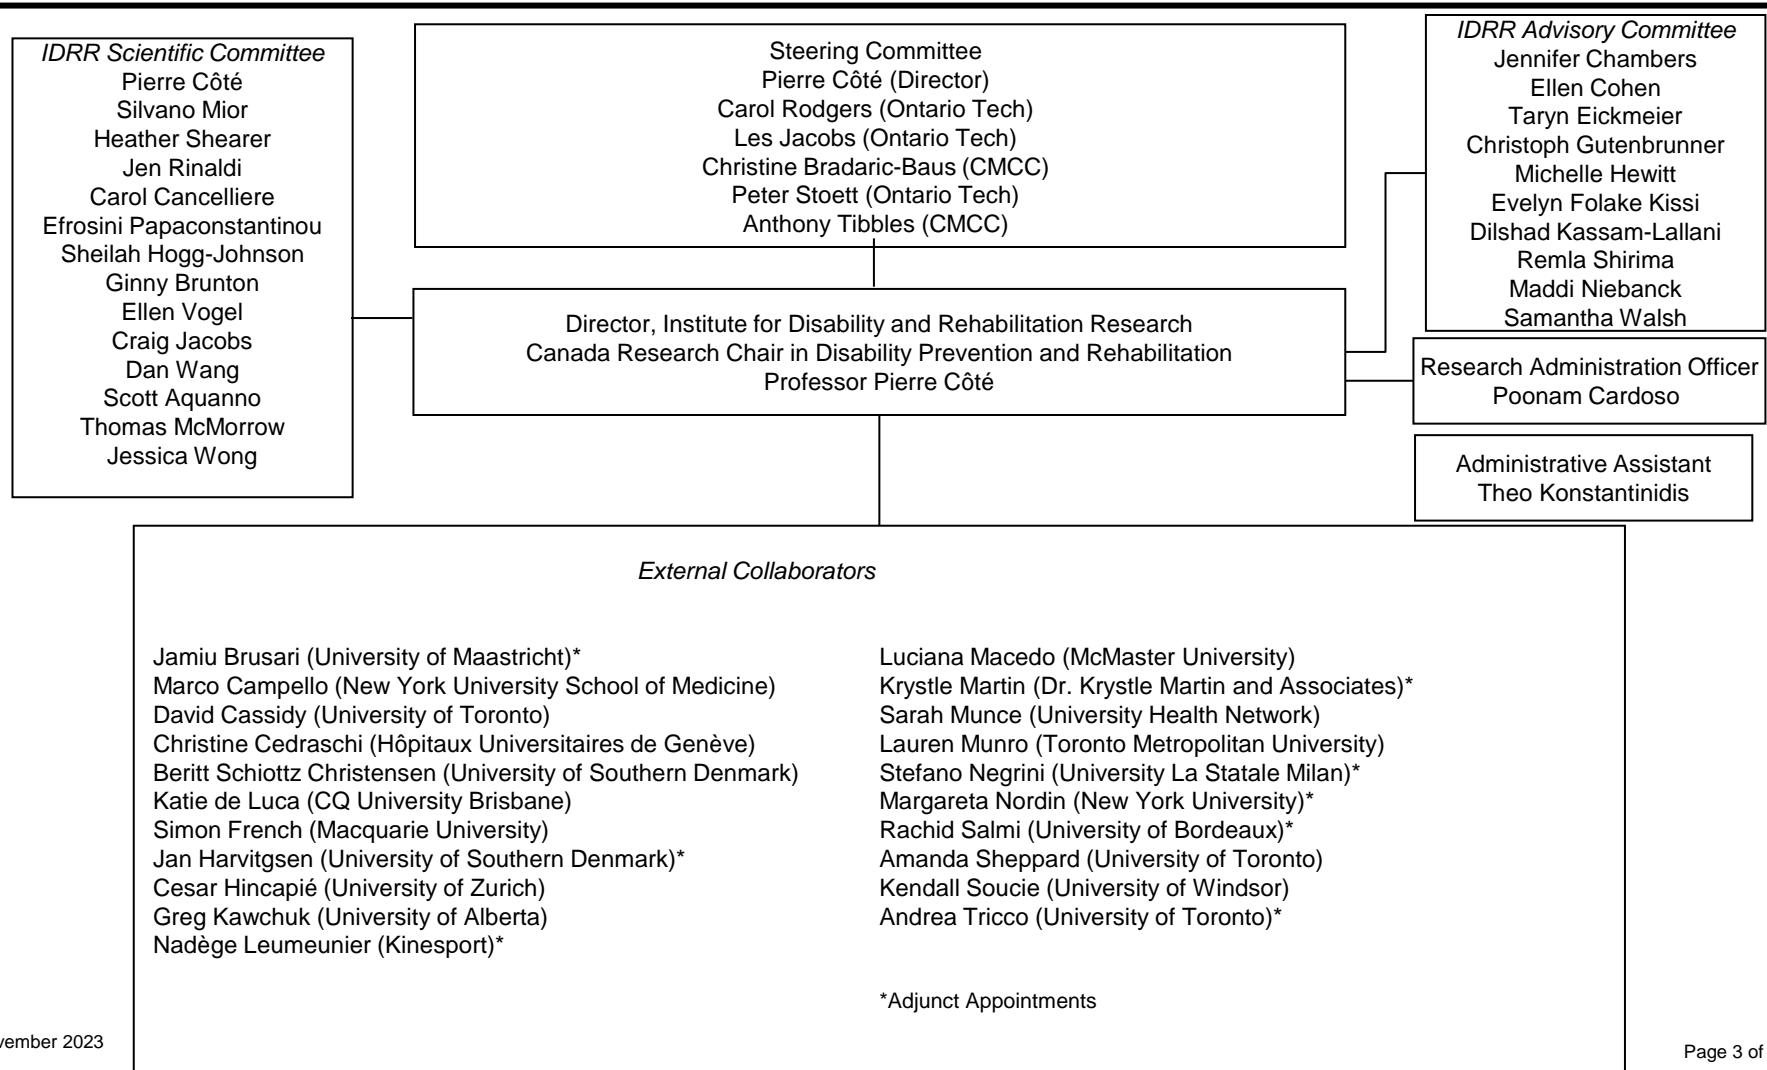 IDRR Scientific Committee
Pierre Côté
Silvano Mior
Heather Shearer
Jen Rinaldi
Carol Cancelliere
Efrosini Papaconstantinou
Sheilah Hogg-Johnson
Ginny Brunton
Ellen Vogel
Craig Jacobs
Dan Wang
Scott Aquanno
Thomas McMorrow
Jessica Wong
Steering Committee
Pierre Côté (Director)
Carol Rodgers (Ontario Tech)
Les Jacobs (Ontario Tech)
Christine Bradaric-Baus (CMCC)
Peter Stoett (Ontario Tech)
Anthony Tibbles (CMCC)
IDRR Advisory Committee
Jennifer Chambers
Ellen Cohen
Taryn Eickmeier
Christoph Gutenbrunner
Michelle Hewitt
Evelyn Folake Kissi
Dilshad Kassam-Lallani
Remla Shirima
Maddi Niebanck
Samantha Walsh
Director, Institute for Disability and Rehabilitation Research
Canada Research Chair in Disability Prevention and Rehabilitation
Professor Pierre Côté
Research Administration Officer
Poonam Cardoso
Administrative Assistant
Theo Konstantinidis
External Collaborators
Jamiu Brusari (University of Maastricht)*
Marco Campello (New York University School of Medicine)
David Cassidy (University of Toronto)
Christine Cedraschi (Hôpitaux Universitaires de Genève)
Beritt Schiottz Christensen (University of Southern Denmark)
Katie de Luca (CQ University Brisbane)
Simon French (Macquarie University)
Jan Harvitgsen (University of Southern Denmark)*
Cesar Hincapié (University of Zurich)
Greg Kawchuk (University of Alberta)
Nadège Leumeunier (Kinesport)*
Luciana Macedo (McMaster University)
Krystle Martin (Dr. Krystle Martin and Associates)*
Sarah Munce (University Health Network)
Lauren Munro (Toronto Metropolitan University)
Stefano Negrini (University La Statale Milan)*
Margareta Nordin (New York University)*
Rachid Salmi (University of Bordeaux)*
Amanda Sheppard (University of Toronto)
Kendall Soucie (University of Windsor)
Andrea Tricco (University of Toronto)*
*Adjunct Appointments
vember 2023
Page 3 of